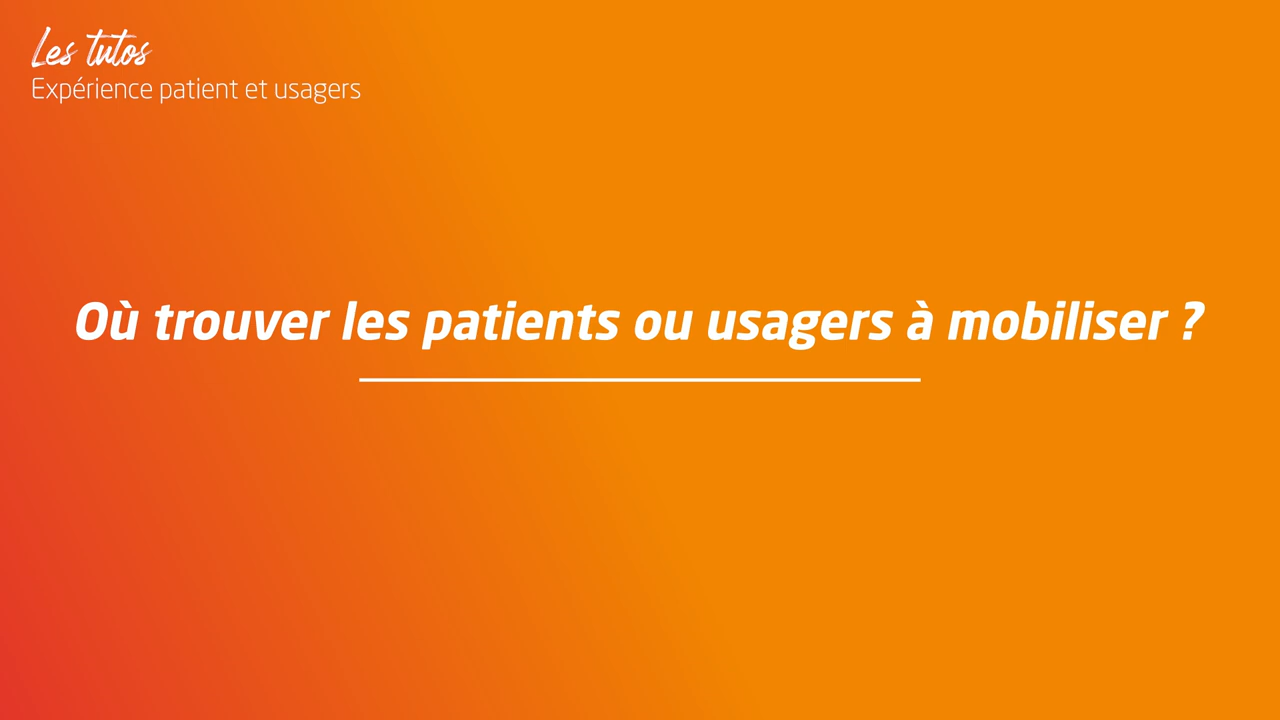 Les tutos
Expérience patient et usagers
Où trouver les patients ou usagers à mobiliser ?